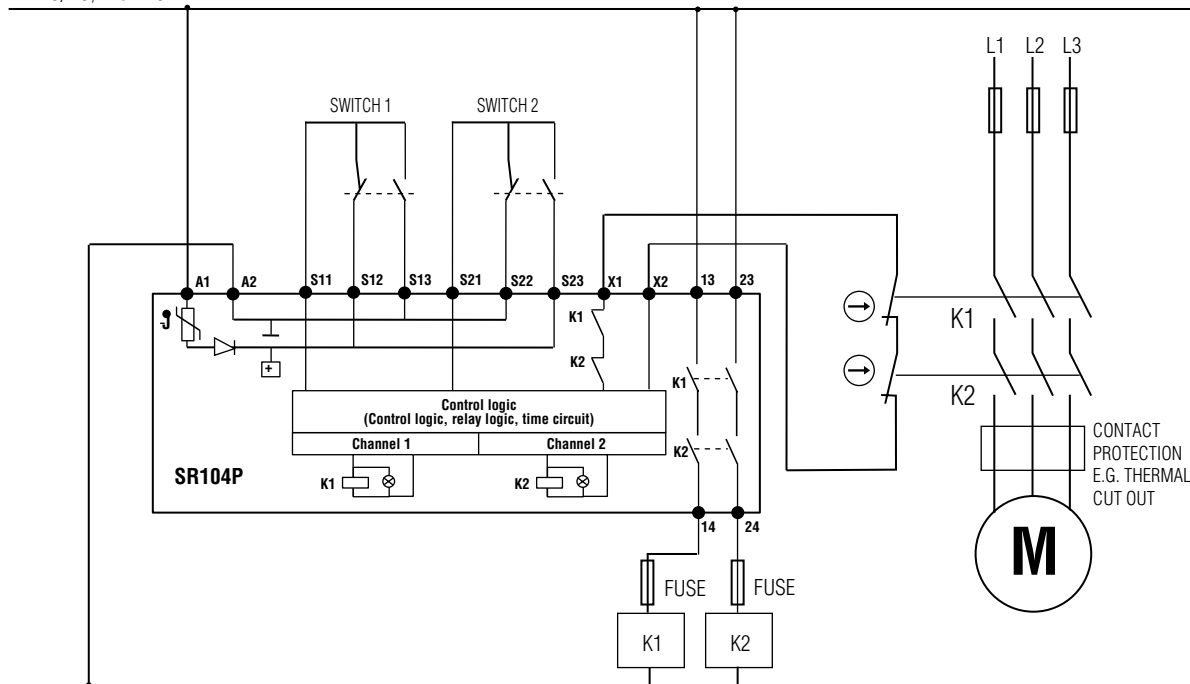 L1 L2 L3
SWITCH 1 SWITCH 2
A1 A2 S11 S12 S13 S21 S22 S23 X1 X2 13 23
K1
K1
K2
K1
K2
+
Control logic
(Control logic, relay logic, time circuit)
Channel 1 Channel 2
K2
SR104P
K1 K2
CONTACT
PROTECTION
E.G. THERMAL
CUT OUT
14 24
M
FUSE FUSE
K1 K2